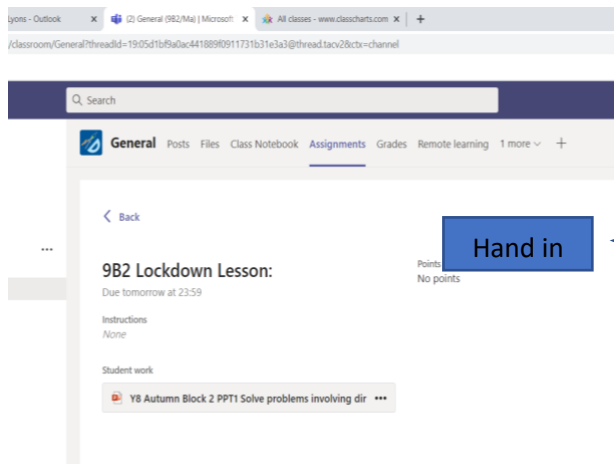 Lyons - Outlook x (2) General (9B2/Ma) | Microsoft x All classes - www.classcharts.com x +
/classroom/General?threadId=19:05d1bf9a0ac441889f0911731b31e3a3@thread.tacv2&ctx=channel
Search
General Posts Files Class Notebook Assignments Grades Remote learning 1 more +
Back
Hand in
9B2 Lockdown Lesson:
Points
Due tomorrow at 23:59
No points
Instructions
None
Student work
Y8 Autumn Block 2 PPT1 Solve problems involving dir •••